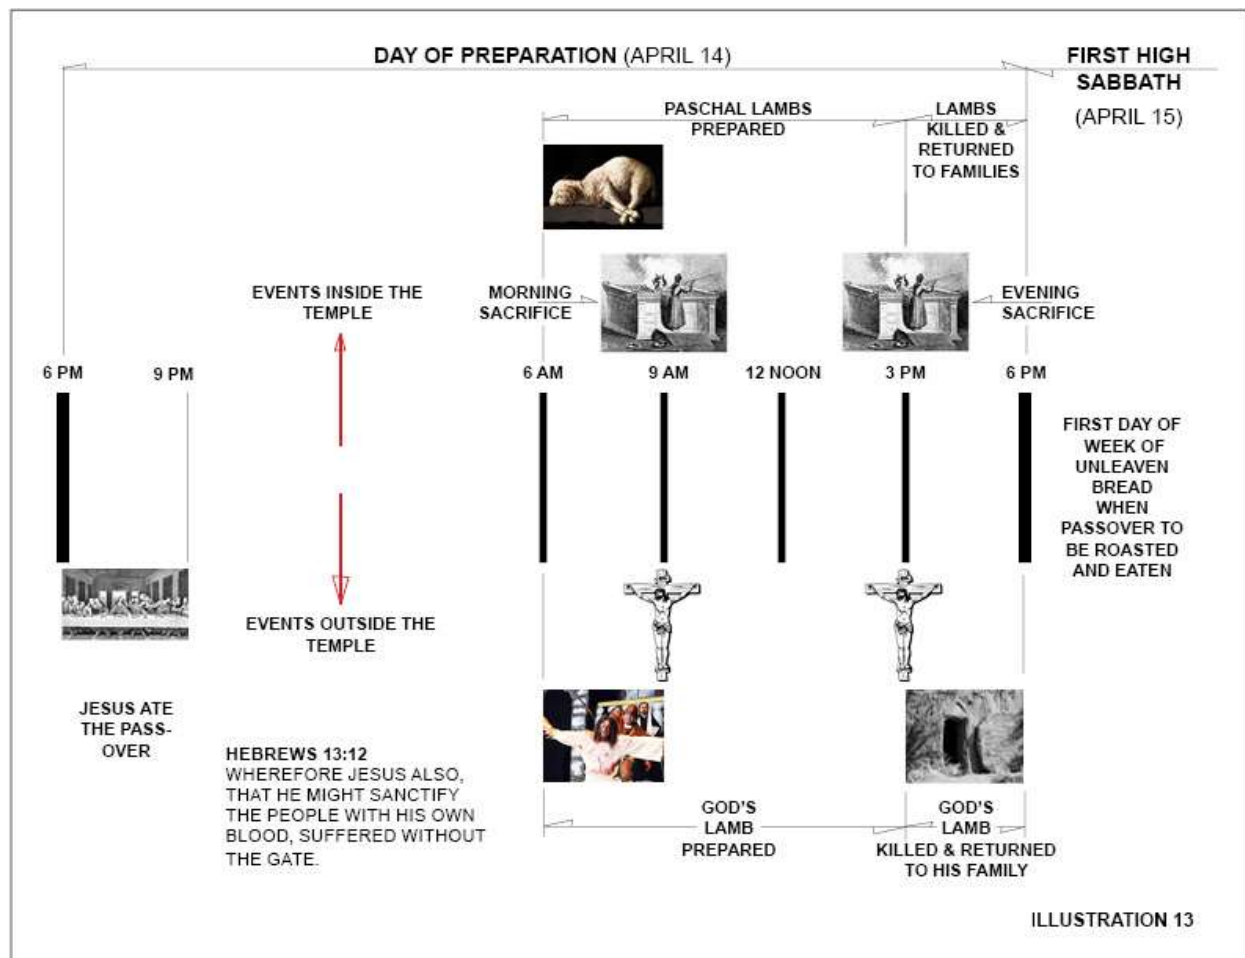 DAY OF PREPARATION (APRIL 14)
FIRST HIGH
SABBATH
(APRIL 15)
PASCHAL LAMBS
PREPARED
LAMBS
KILLED &
RETURNED
TO FAMILIES
EVENTS INSIDE THE
TEMPLE
MORNING
SACRIFICE
EVENING
SACRIFICE
6 PM
9 PM
6 AM
9 AM
12 NOON
3 PM
6 PM
FIRST DAY OF
WEEK OF
UNLEAVEN
BREAD
WHEN
PASSOVER TO
BE ROASTED
AND EATEN
EVENTS OUTSIDE THE
TEMPLE
JESUS ATE
THE PASS-
OVER
HEBREWS 13:12
WHEREFORE JESUS ALSO,
THAT HE MIGHT SANCTIFY
THE PEOPLE WITH HIS OWN
BLOOD, SUFFERED WITHOUT
THE GATE.
GOD'S
LAMB
PREPARED
GOD'S
LAMB
KILLED & RETURNED
TO HIS FAMILY
ILLUSTRATION 13